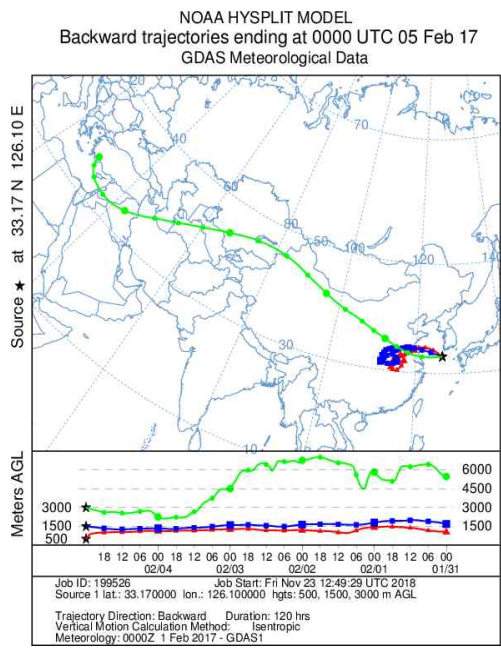 NOAA HYSPLIT MODEL
Backward trajectories ending at 0000 UTC 05 Feb 17
GDAS Meteorological Data
Source ★ at 33.17 N 126.10 E
40
70
60
50
60
100
120
140
30
10
Meters AGL
6000
4500
3000
3000
1500
1500
500
18 12 06 00 18 12 06 00 18 12 06 00 18 12 06 00 18 12 06 00
02/04 02/03 02/02 02/01 01/31
Job ID: 199526 Job Start: Fri Nov 23 12:49:29 UTC 2018
Source 1 lat.: 33.170000 lon.: 126.100000 hgts: 500, 1500, 3000 m AGL
Trajectory Direction: Backward Duration: 120 hrs
Vertical Motion Calculation Method: Isentropic
Meteorology: 0000Z 1 Feb 2017 - GDAS1